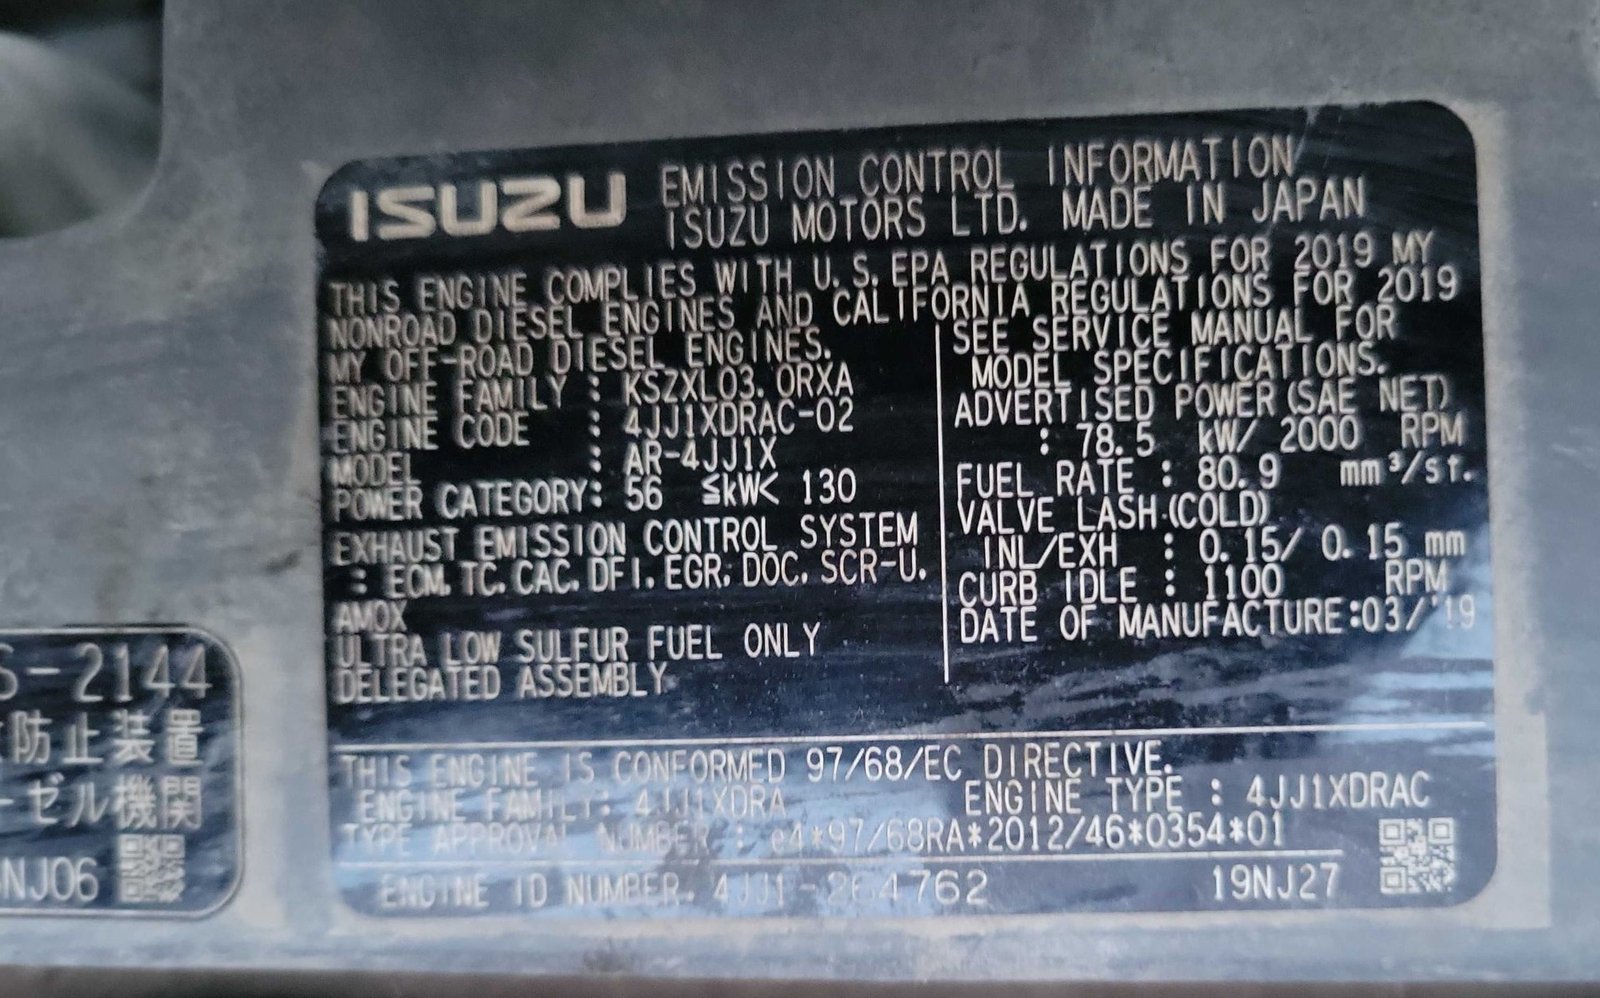 ISUZU
EMISSION CONTROL INFORMATION
ISUZU MOTORS LTD. MADE IN JAPAN
THIS ENGINE COMPLIES WITH U.S. EPA REGULATIONS FOR 2019 MY
NONROAD DIESEL ENGINES AND CALIFORNIA REGULATIONS FOR 2019
MY OFF-ROAD DIESEL ENGINES.
ENGINE FAMILY : KSZXL03.0RXA
ENGINE CODE : 4JJ1XDRAC-02
MODEL : AR-4JJ1X
POWER CATEGORY: 56 ≦kW< 130
EXHAUST EMISSION CONTROL SYSTEM
: ECM. TC. CAC. DFI. EGR. DOC. SCR-U.
AMOX
ULTRA LOW SULFUR FUEL ONLY
DELEGATED ASSEMBLY
SEE SERVICE MANUAL FOR
MODEL SPECIFICATIONS.
ADVERTISED POWER (SAE NET)
: 78.5 kW/ 2000 RPM
FUEL RATE : 80.9 mm³/st.
VALVE LASH (COLD)
INL/EXH : 0.15/ 0.15 mm
CURB IDLE : 1100 RPM
DATE OF MANUFACTURE:03/'19
THIS ENGINE IS CONFORMED 97/68/EC DIRECTIVE.
ENGINE FAMILY: 4JJ1XDRA ENGINE TYPE : 4JJ1XDRAC
TYPE APPROVAL NUMBER : e4*97/68RA*2012/46*0354*01
ENGINE ID NUMBER. 4JJ1-264762 19NJ27
S-2144
防止装置
ーゼル機関
NJ06